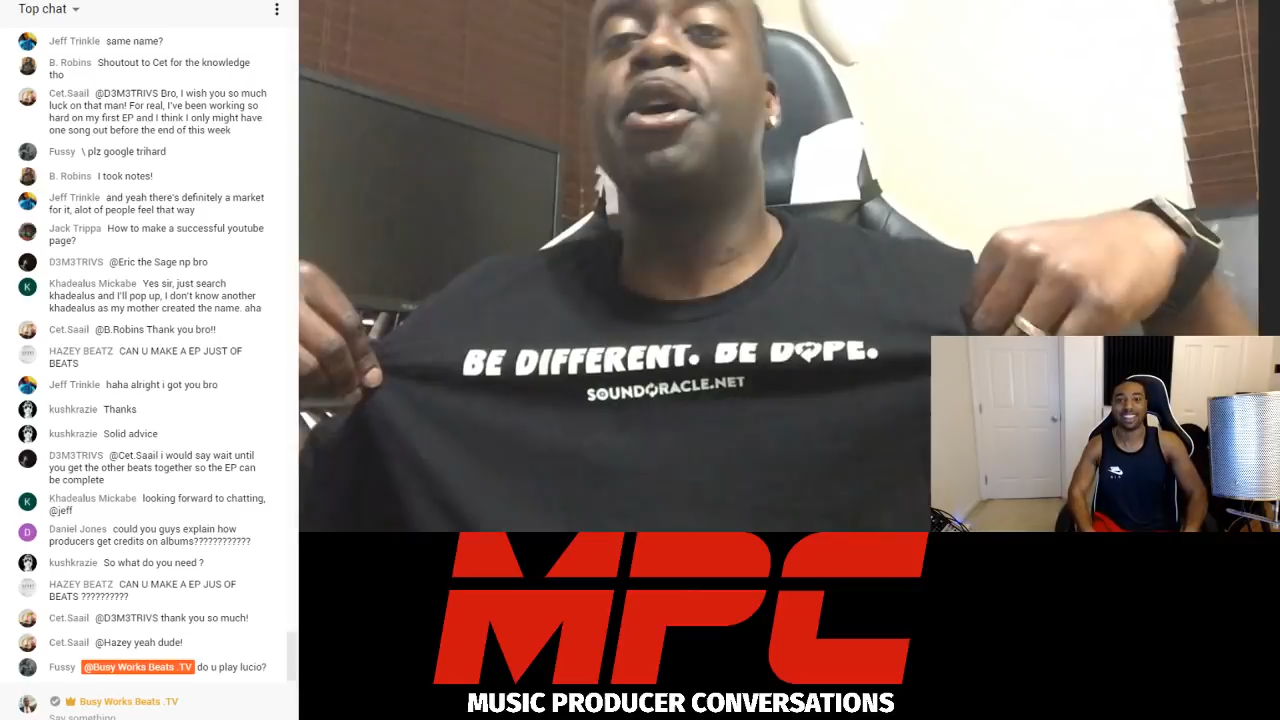 Top chat
Jeff Trinkle same name?
B. Robins Shoutout to Cet for the knowledge
tho
Cet.Saail @D3M3TRIVS Bro, I wish you so much
luck on that man! For real, I've been working so
hard on my first EP and I think I only might have
one song out before the end of this week
Fussy \ plz google trihard
B. Robins I took notes!
Jeff Trinkle and yeah there's definitely a market
for it, alot of people feel that way
Jack Trippa How to make a successful youtube
page?
D3M3TRIVS @Eric the Sage np bro
Khadealus Mickabe Yes sir, just search
khadealus and I'll pop up, I don't know another
khadealus as my mother created the name. aha
Cet.Saail @B.Robins Thank you bro!!
HAZEY BEATZ CAN U MAKE A EP JUST OF
BEATS
Jeff Trinkle haha alright i got you bro
kushkrazie Thanks
kushkrazie Solid advice
D3M3TRIVS @Cet.Saail i would say wait until
you get the other beats together so the EP can
be complete
Khadealus Mickabe looking forward to chatting,
@jeff
Daniel Jones could you guys explain how
producers get credits on albums????????????
kushkrazie So what do you need ?
HAZEY BEATZ CAN U MAKE A EP JUS OF
BEATS ??????????
Cet.Saail @D3M3TRIVS thank you so much!
Cet.Saail @Hazey yeah dude!
Fussy @Busy Works Beats .TV do u play lucio?
Busy Works Beats .TV
Say something
BE DIFFERENT. BE DOPE.
SOUNDORACLE.NET
MPC
MUSIC PRODUCER CONVERSATIONS